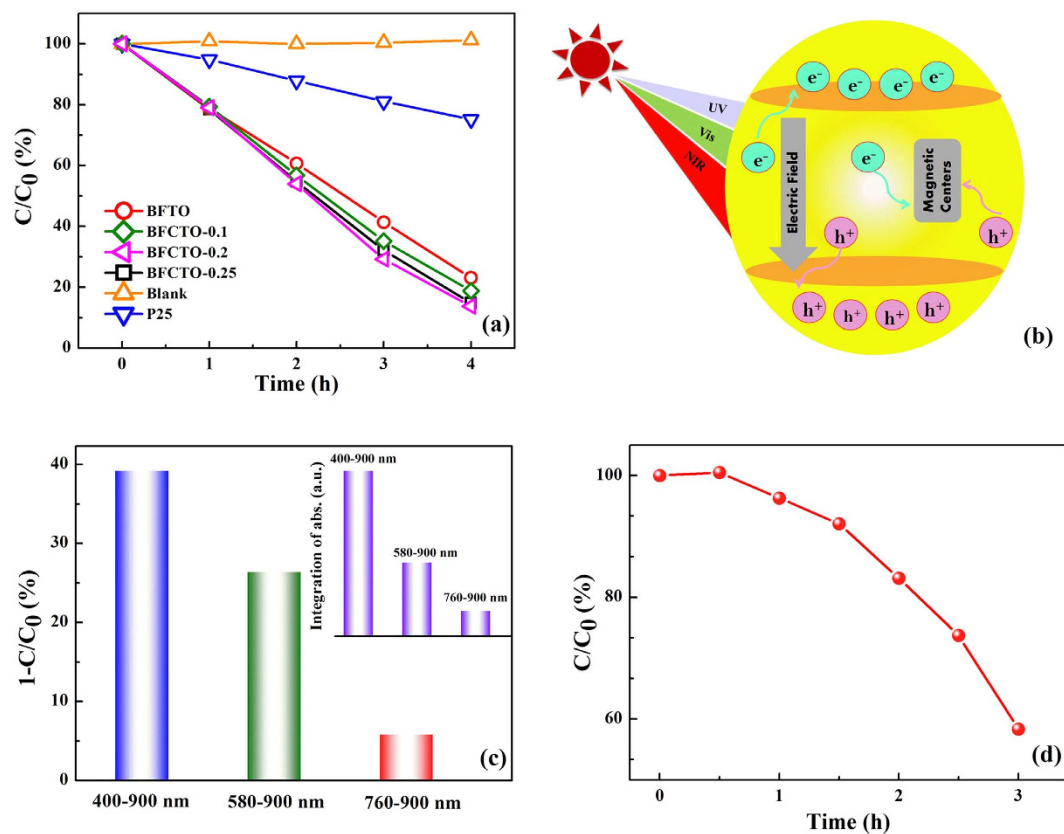 C/C0 (%)
100
80
60
40
20
0
BFTO
BFCTO-0.1
BFCTO-0.2
BFCTO-0.25
Blank
P25
(a)
0 1 2 3 4
Time (h)
UV
Vis
NIR
e⁻ e⁻ e⁻ e⁻
e⁻
e⁻
Electric Field
Magnetic
Centers
h⁺
h⁺
h⁺ h⁺ h⁺ h⁺
(b)
1-C/C0 (%)
40
30
20
10
0
Integration of abs. (a.u.)
400-900 nm
580-900 nm
760-900 nm
(c)
400-900 nm 580-900 nm 760-900 nm
C/C0 (%)
100
80
60
(d)
0 1 2 3
Time (h)